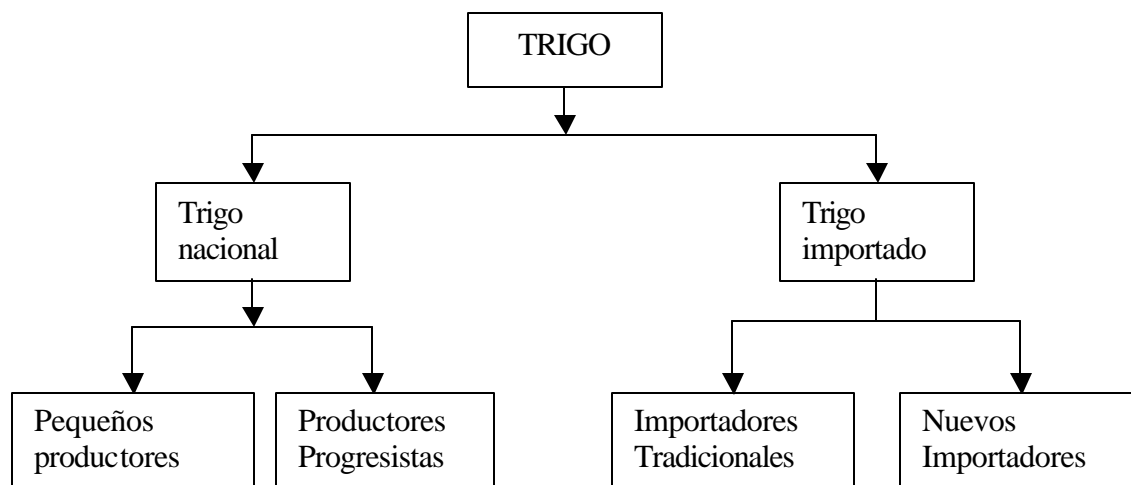 TRIGO
Trigo
nacional
Trigo
importado
Pequeños
productores
Productores
Progresistas
Importadores
Tradicionales
Nuevos
Importadores